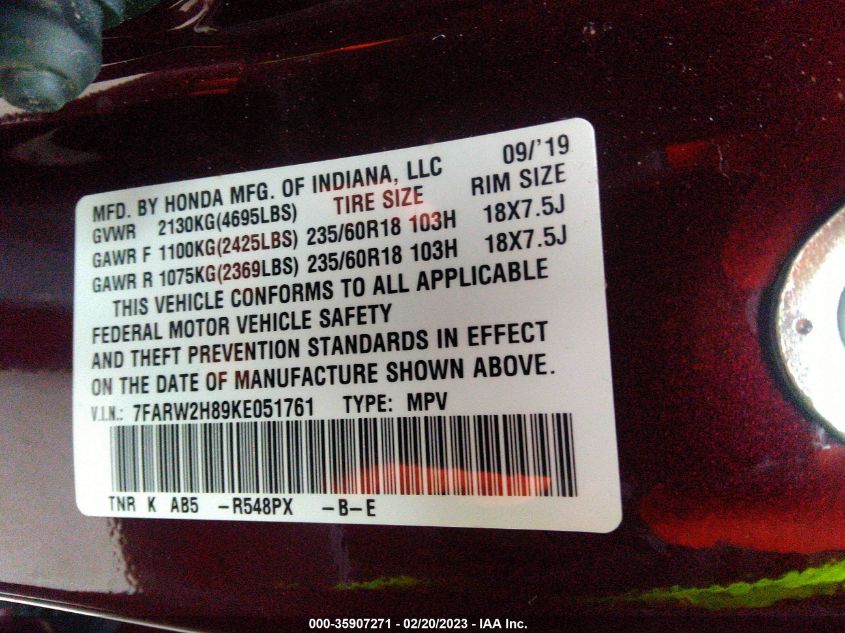 MFD. BY HONDA MFG. OF INDIANA, LLC 09/'19
GVWR 2130KG(4695LBS) TIRE SIZE RIM SIZE
GAWR F 1100KG(2425LBS) 235/60R18 103H 18X7.5J
GAWR R 1075KG(2369LBS) 235/60R18 103H 18X7.5J
THIS VEHICLE CONFORMS TO ALL APPLICABLE
FEDERAL MOTOR VEHICLE SAFETY
AND THEFT PREVENTION STANDARDS IN EFFECT
ON THE DATE OF MANUFACTURE SHOWN ABOVE.
V.I.N.: 7FARW2H89KE051761 TYPE: MPV
TNR K AB5 -R548PX -B-E
000-35907271 - 02/20/2023 - IAA Inc.